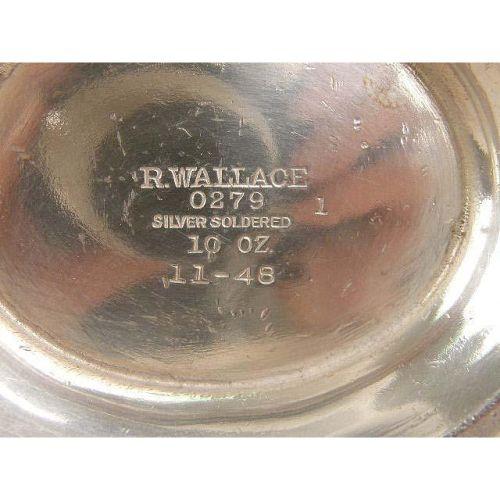 R.WALLACE
0279 1
SILVER SOLDERED
10 OZ.
11-48